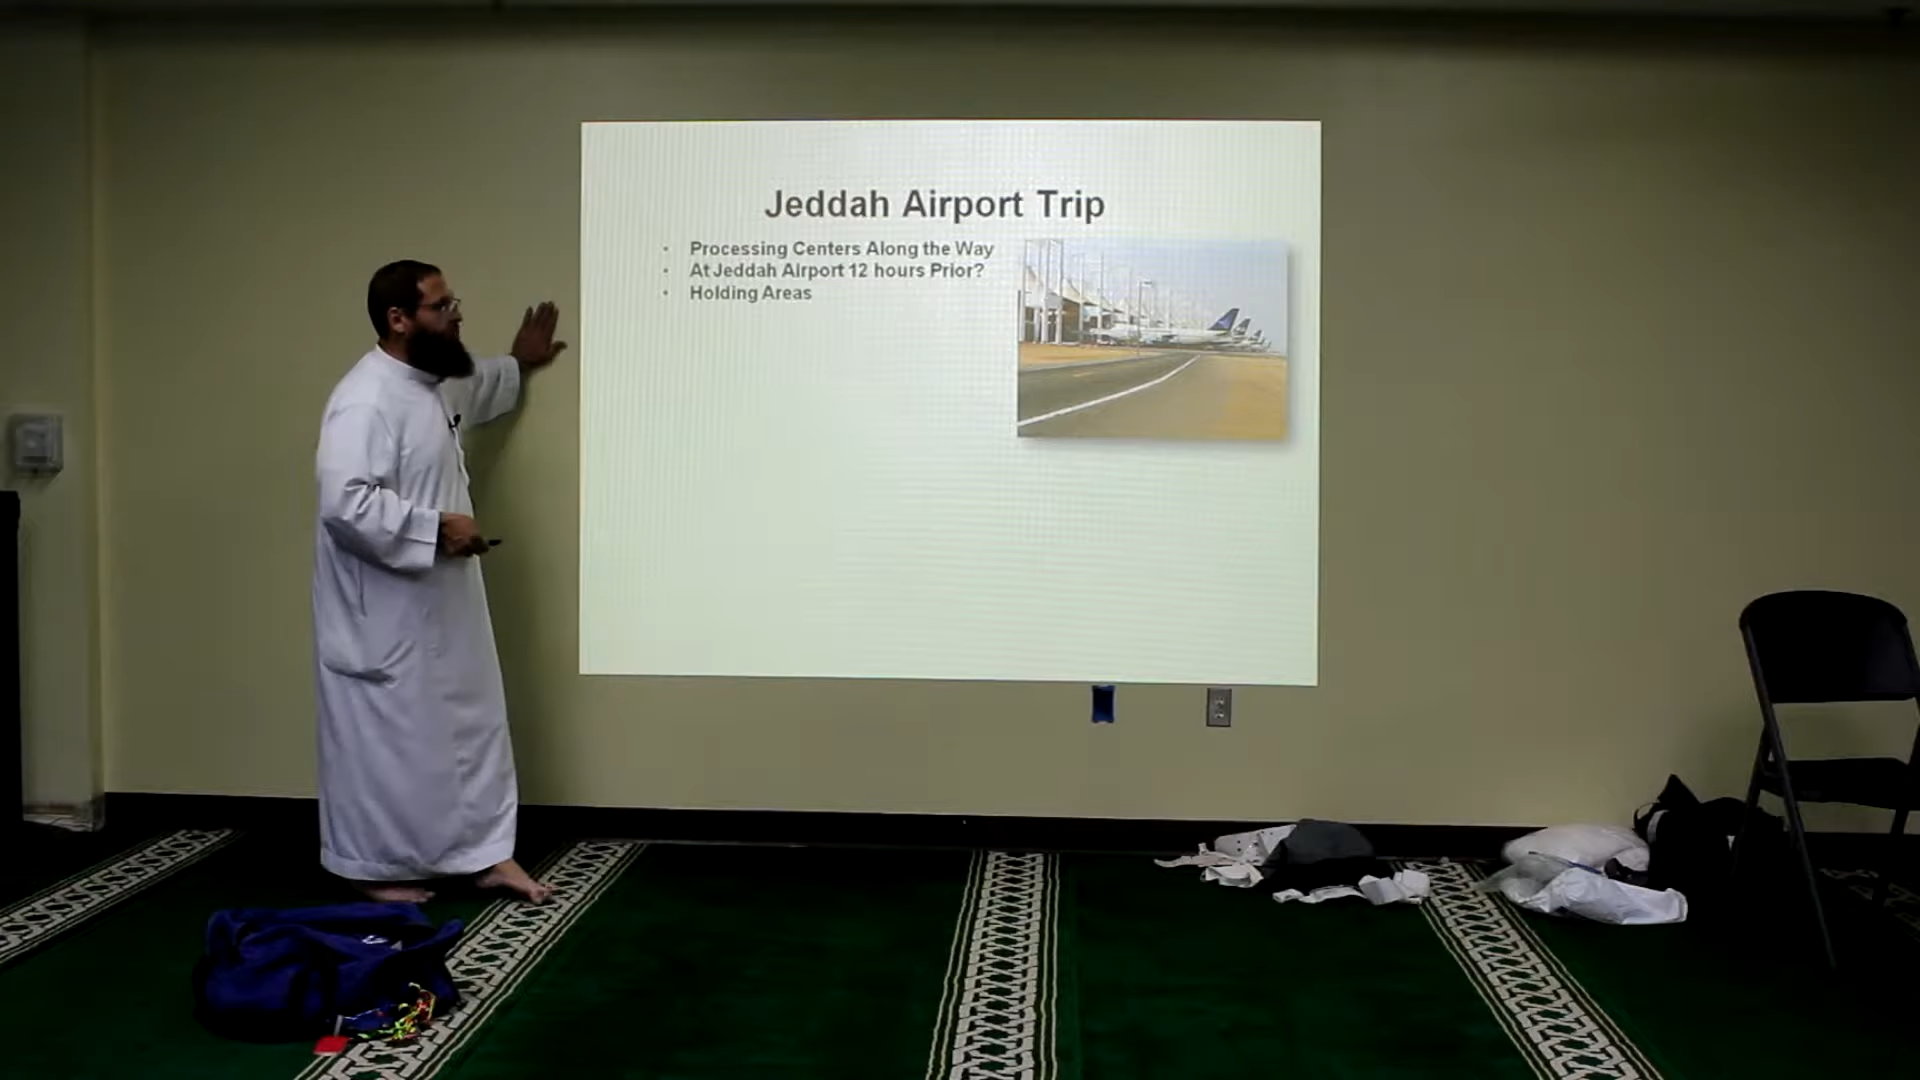 Jeddah Airport Trip
• Processing Centers Along the Way
• At Jeddah Airport 12 hours Prior?
• Holding Areas